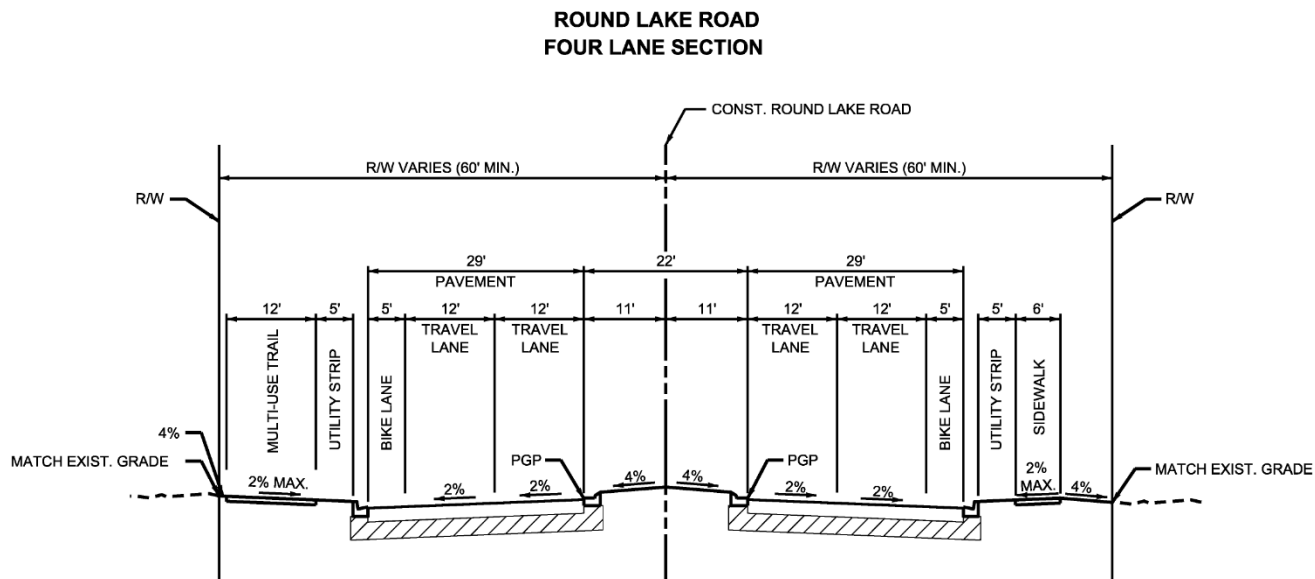 ROUND LAKE ROAD
FOUR LANE SECTION
CONST. ROUND LAKE ROAD
R/W VARIES (60' MIN.)
R/W VARIES (60' MIN.)
R/W
R/W
29'
22'
29'
PAVEMENT
PAVEMENT
12'
5'
5'
12'
12'
11'
11'
12'
12'
5'
5'
6'
MULTI-USE TRAIL
UTILITY STRIP
BIKE LANE
TRAVEL
LANE
TRAVEL
LANE
TRAVEL
LANE
TRAVEL
LANE
BIKE LANE
UTILITY STRIP
SIDEWALK
4%
MATCH EXIST. GRADE
2% MAX.
2%
2%
PGP
4%
4%
PGP
2%
2%
2%
MAX.
4%
MATCH EXIST. GRADE